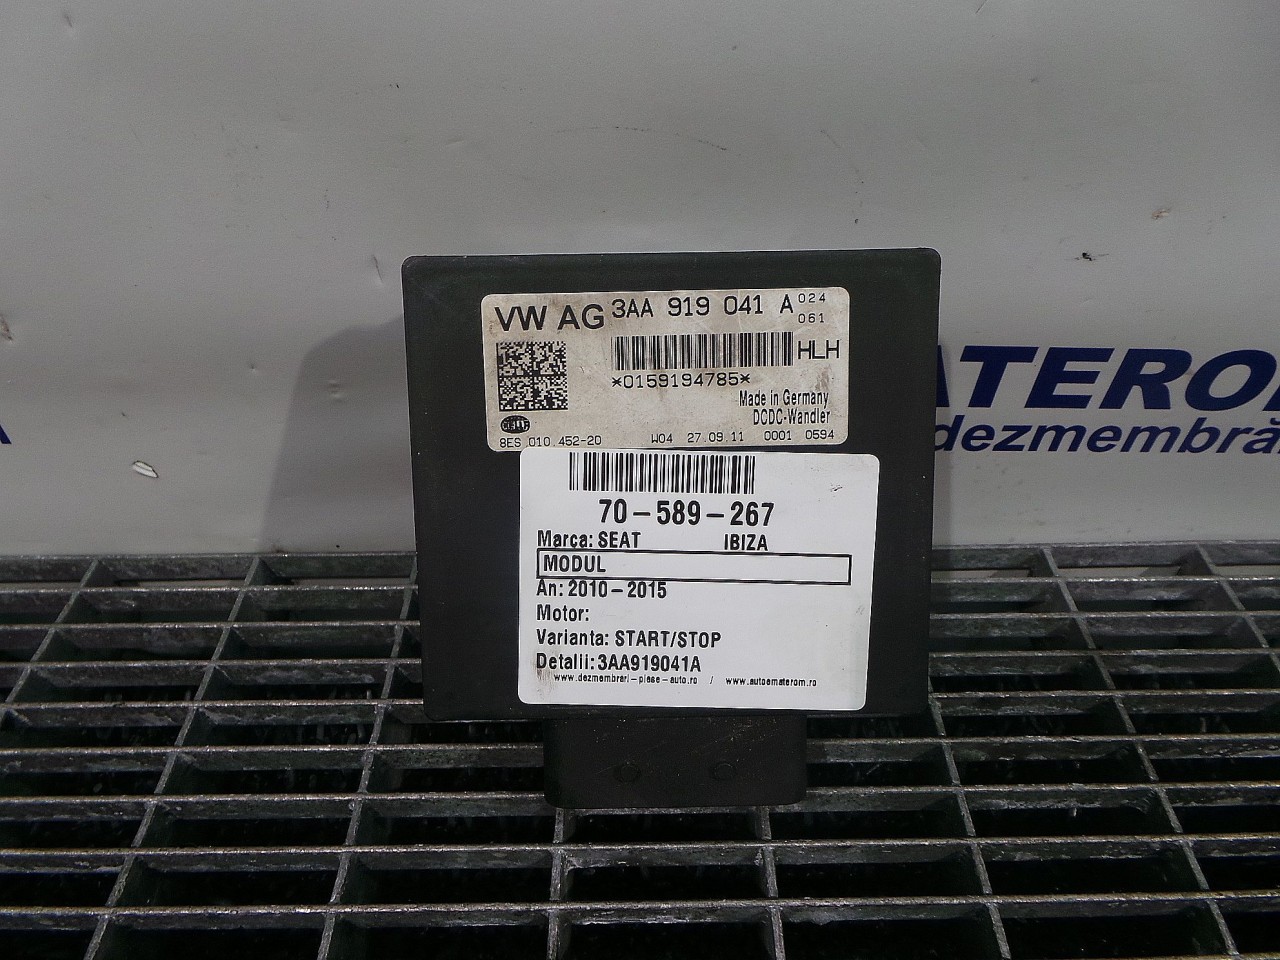 VW AG 3AA 919 041 A 024
061
HLH
*0159194785*
Made in Germany
DCDC-Wandler
HELLA
8ES 010 452-20 W04 27.09.11 0001 0594
70-589-267
Marca: SEAT IBIZA
MODUL
An: 2010-2015
Motor:
Varianta: START/STOP
Detalii: 3AA919041A
www.dezmembrari-piese-auto.ro / www.autoematerom.ro
ATEROM
dezmembră